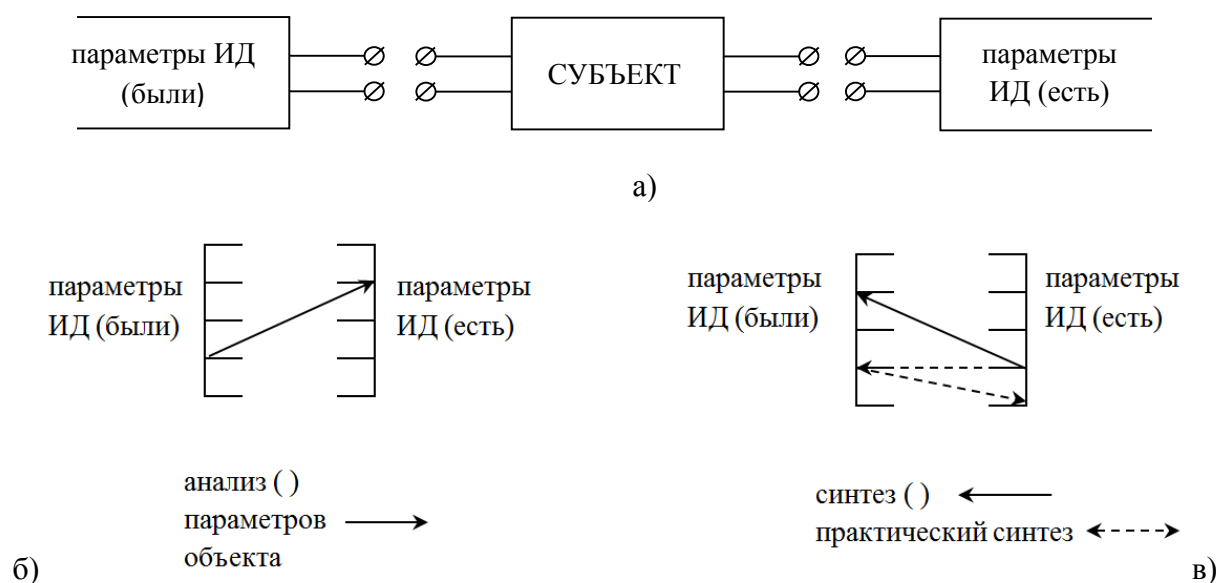 параметры ИД
(были)
СУБЪЕКТ
параметры
ИД (есть)
а)
параметры
ИД (были)
параметры
ИД (есть)
параметры
ИД (были)
параметры
ИД (есть)
анализ ( )
параметров
объекта
б)
синтез ( )
практический синтез
в)